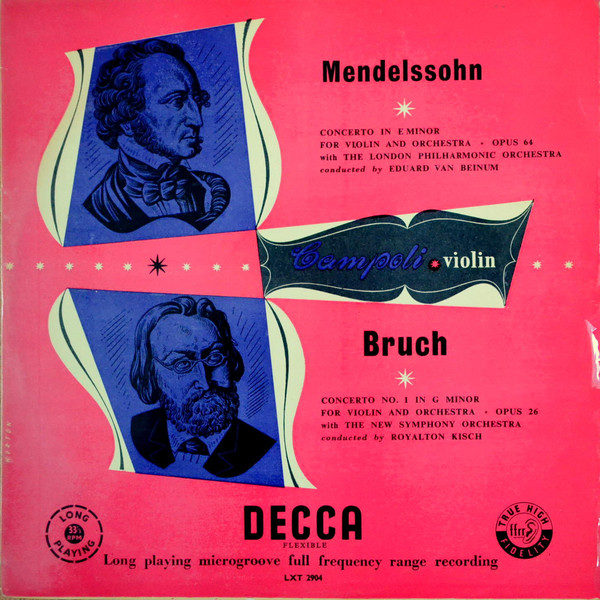 Mendelssohn
CONCERTO IN E MINOR
FOR VIOLIN AND ORCHESTRA • OPUS 64
with THE LONDON PHILHARMONIC ORCHESTRA
conducted by EDUARD VAN BEINUM
Campoli violin
Bruch
CONCERTO NO. 1 IN G MINOR
FOR VIOLIN AND ORCHESTRA • OPUS 26
with THE NEW SYMPHONY ORCHESTRA
conducted by ROYALTON KISCH
LONG
33⅓
RPM
PLAYING
DECCA
FLEXIBLE
Long playing microgroove full frequency range recording
LXT 2904
TRUE HIGH
ffrr
FIDELITY